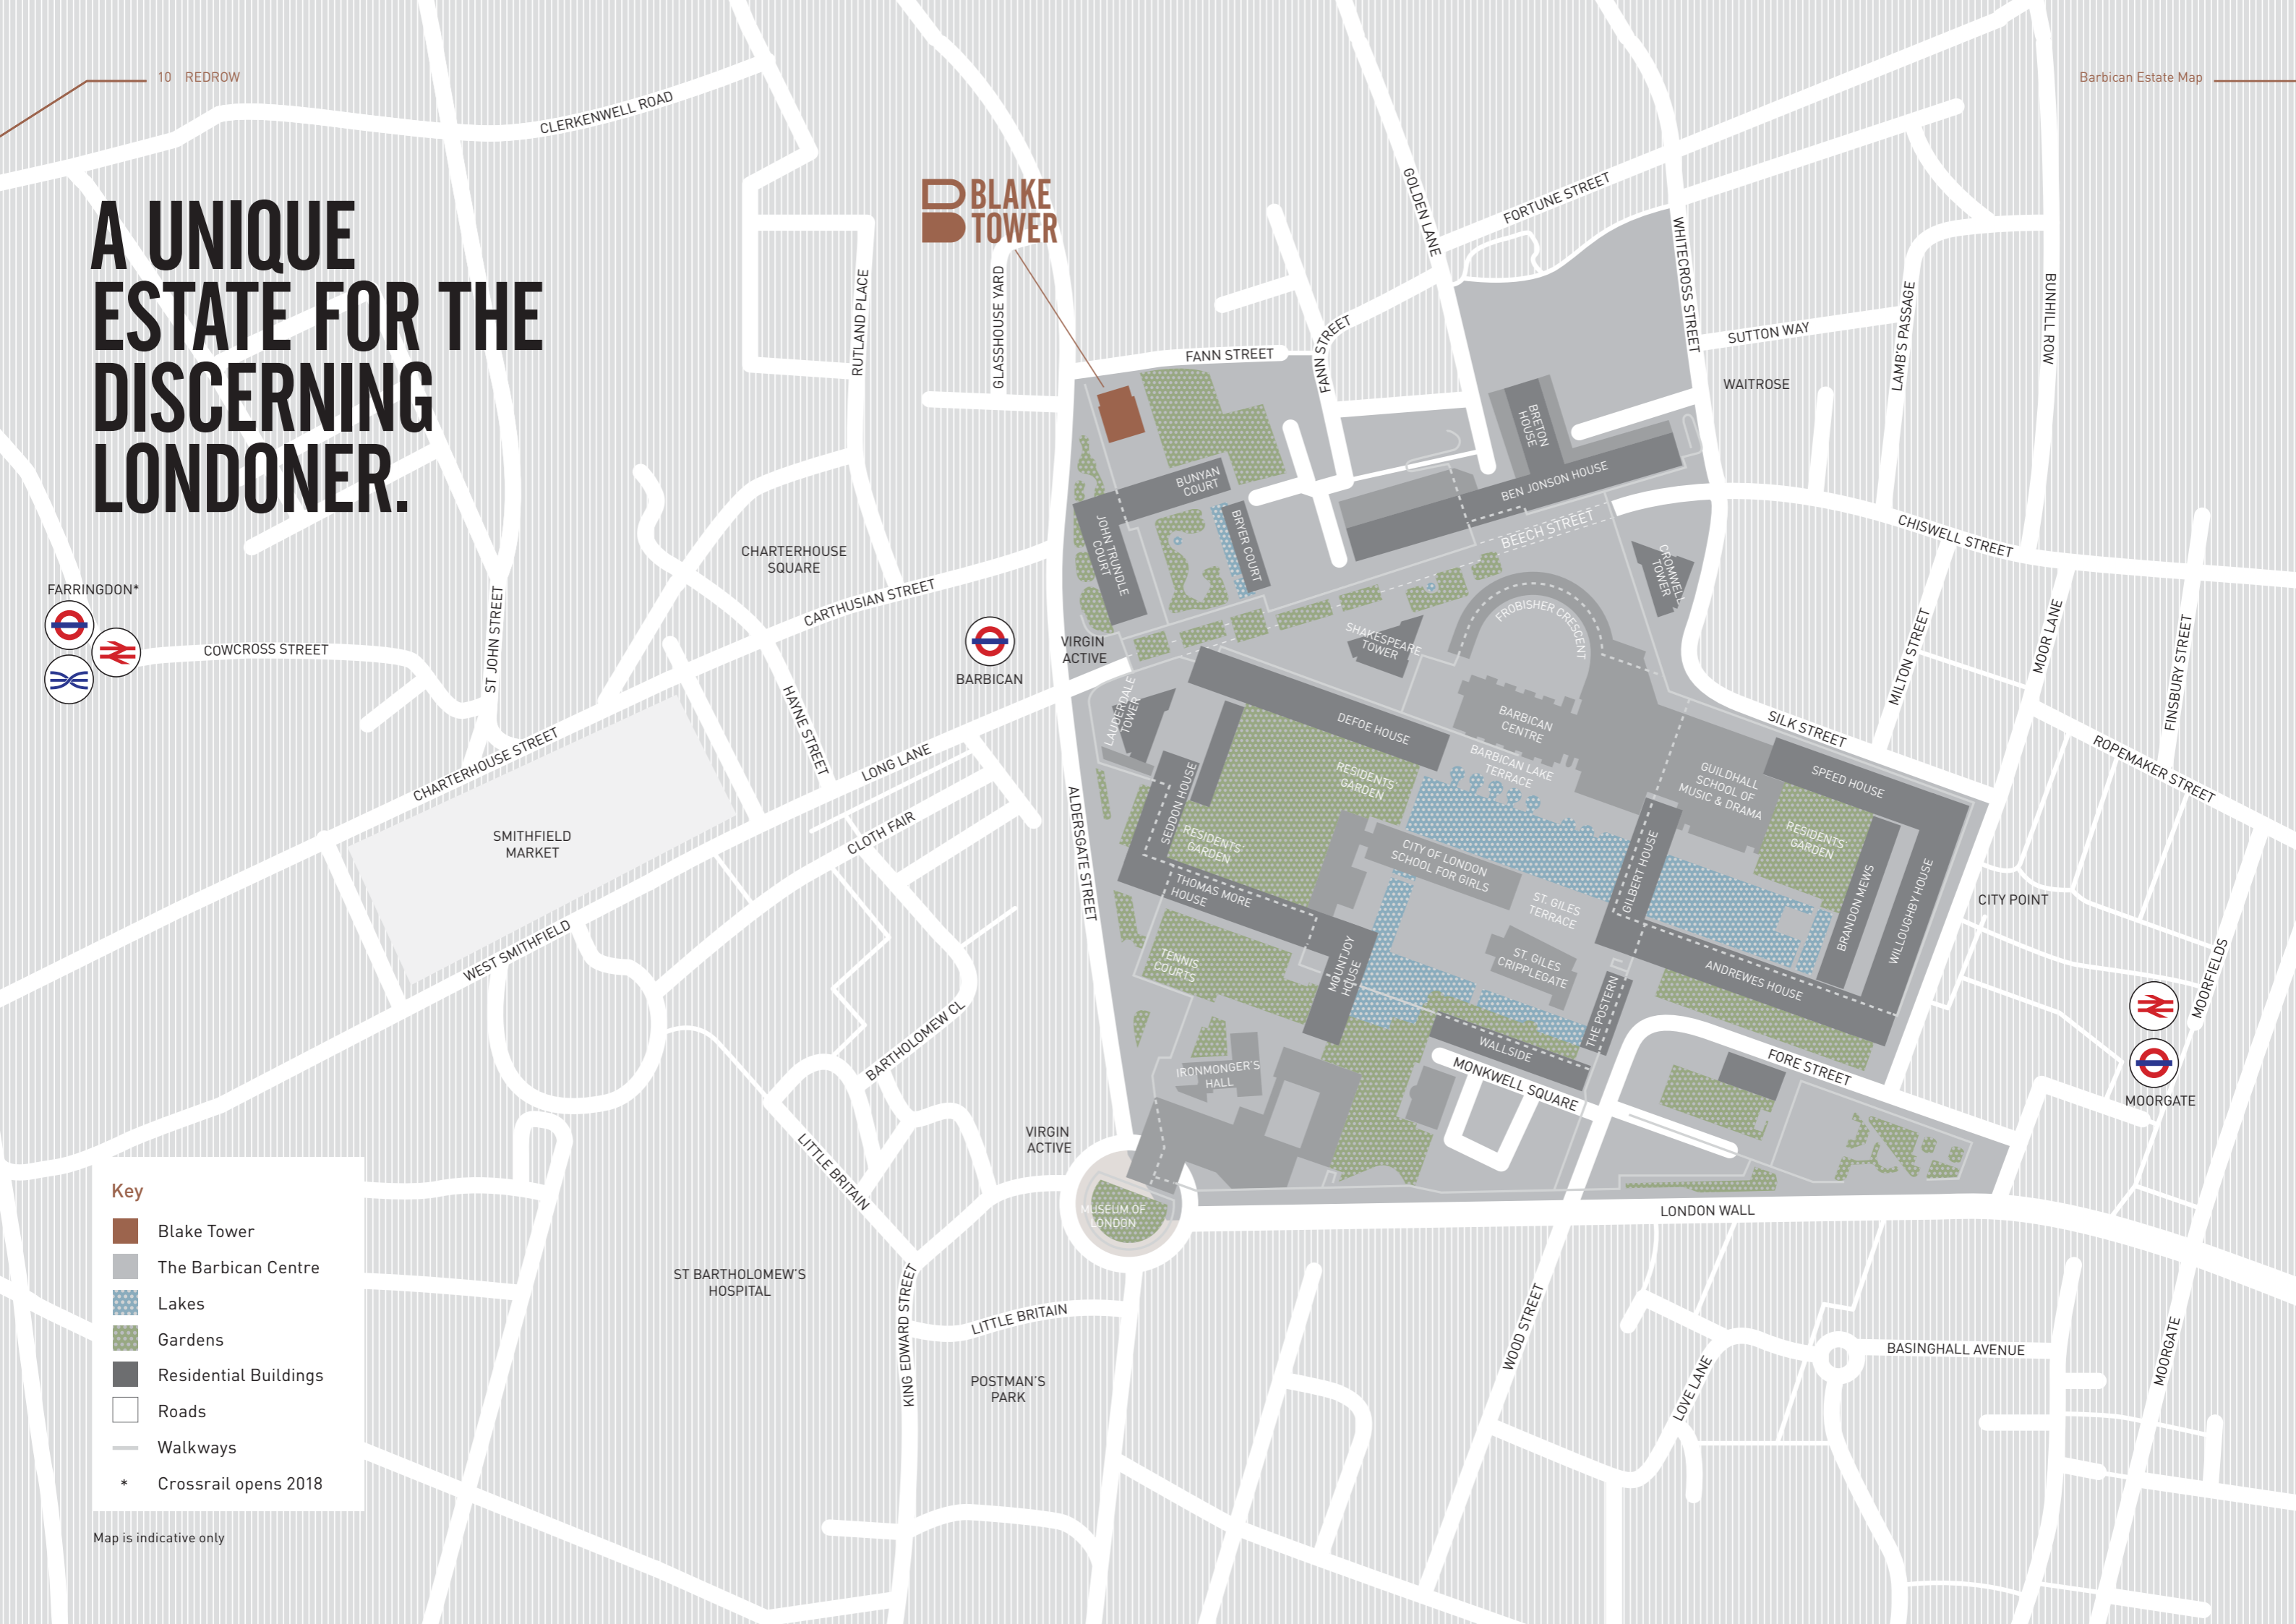 10 REDROW
Barbican Estate Map
A UNIQUE
ESTATE FOR THE
DISCERNING
LONDONER.
BLAKE
TOWER
CLERKENWELL ROAD
GOLDEN LANE
FORTUNE STREET
WHITECROSS STREET
RUTLAND PLACE
GLASSHOUSE YARD
FANN STREET
FANN STREET
SUTTON WAY
LAMB'S PASSAGE
BUNHILL ROW
WAITROSE
BRETON
HOUSE
BUNYAN
COURT
BEN JONSON HOUSE
JOHN TRUNDLE
COURT
BRYER COURT
BEECH STREET
CHISWELL STREET
CROMWELL
TOWER
CHARTERHOUSE
SQUARE
CARTHUSIAN STREET
FARRINGDON*
COWCROSS STREET
ST JOHN STREET
BARBICAN
VIRGIN
ACTIVE
SHAKESPEARE
TOWER
FROBISHER CRESCENT
MILTON STREET
MOOR LANE
FINSBURY STREET
LAUDERDALE
TOWER
HAYNE STREET
DEFOE HOUSE
BARBICAN
CENTRE
BARBICAN LAKE
TERRACE
SILK STREET
ROPEMAKER STREET
CHARTERHOUSE STREET
LONG LANE
RESIDENTS'
GARDEN
GUILDHALL
SCHOOL OF
MUSIC & DRAMA
SPEED HOUSE
SMITHFIELD
MARKET
CLOTH FAIR
ALDERSGATE STREET
SEDDON HOUSE
RESIDENTS'
GARDEN
CITY OF LONDON
SCHOOL FOR GIRLS
GILBERT HOUSE
RESIDENTS'
GARDEN
BRANDON MEWS
WILLOUGHBY HOUSE
CITY POINT
THOMAS MORE
HOUSE
ST. GILES
TERRACE
WEST SMITHFIELD
TENNIS
COURTS
MOUNTJOY
HOUSE
ST. GILES
CRIPPLEGATE
ANDREWES HOUSE
MOORFIELDS
BARTHOLOMEW CL
THE POSTERN
WALLSIDE
IRONMONGER'S
HALL
MONKWELL SQUARE
FORE STREET
MOORGATE
LITTLE BRITAIN
VIRGIN
ACTIVE
MUSEUM OF
LONDON
LONDON WALL
Key
Blake Tower
The Barbican Centre
Lakes
Gardens
Residential Buildings
Roads
Walkways
* Crossrail opens 2018
Map is indicative only
ST BARTHOLOMEW'S
HOSPITAL
KING EDWARD STREET
LITTLE BRITAIN
POSTMAN'S
PARK
WOOD STREET
LOVE LANE
BASINGHALL AVENUE
MOORGATE